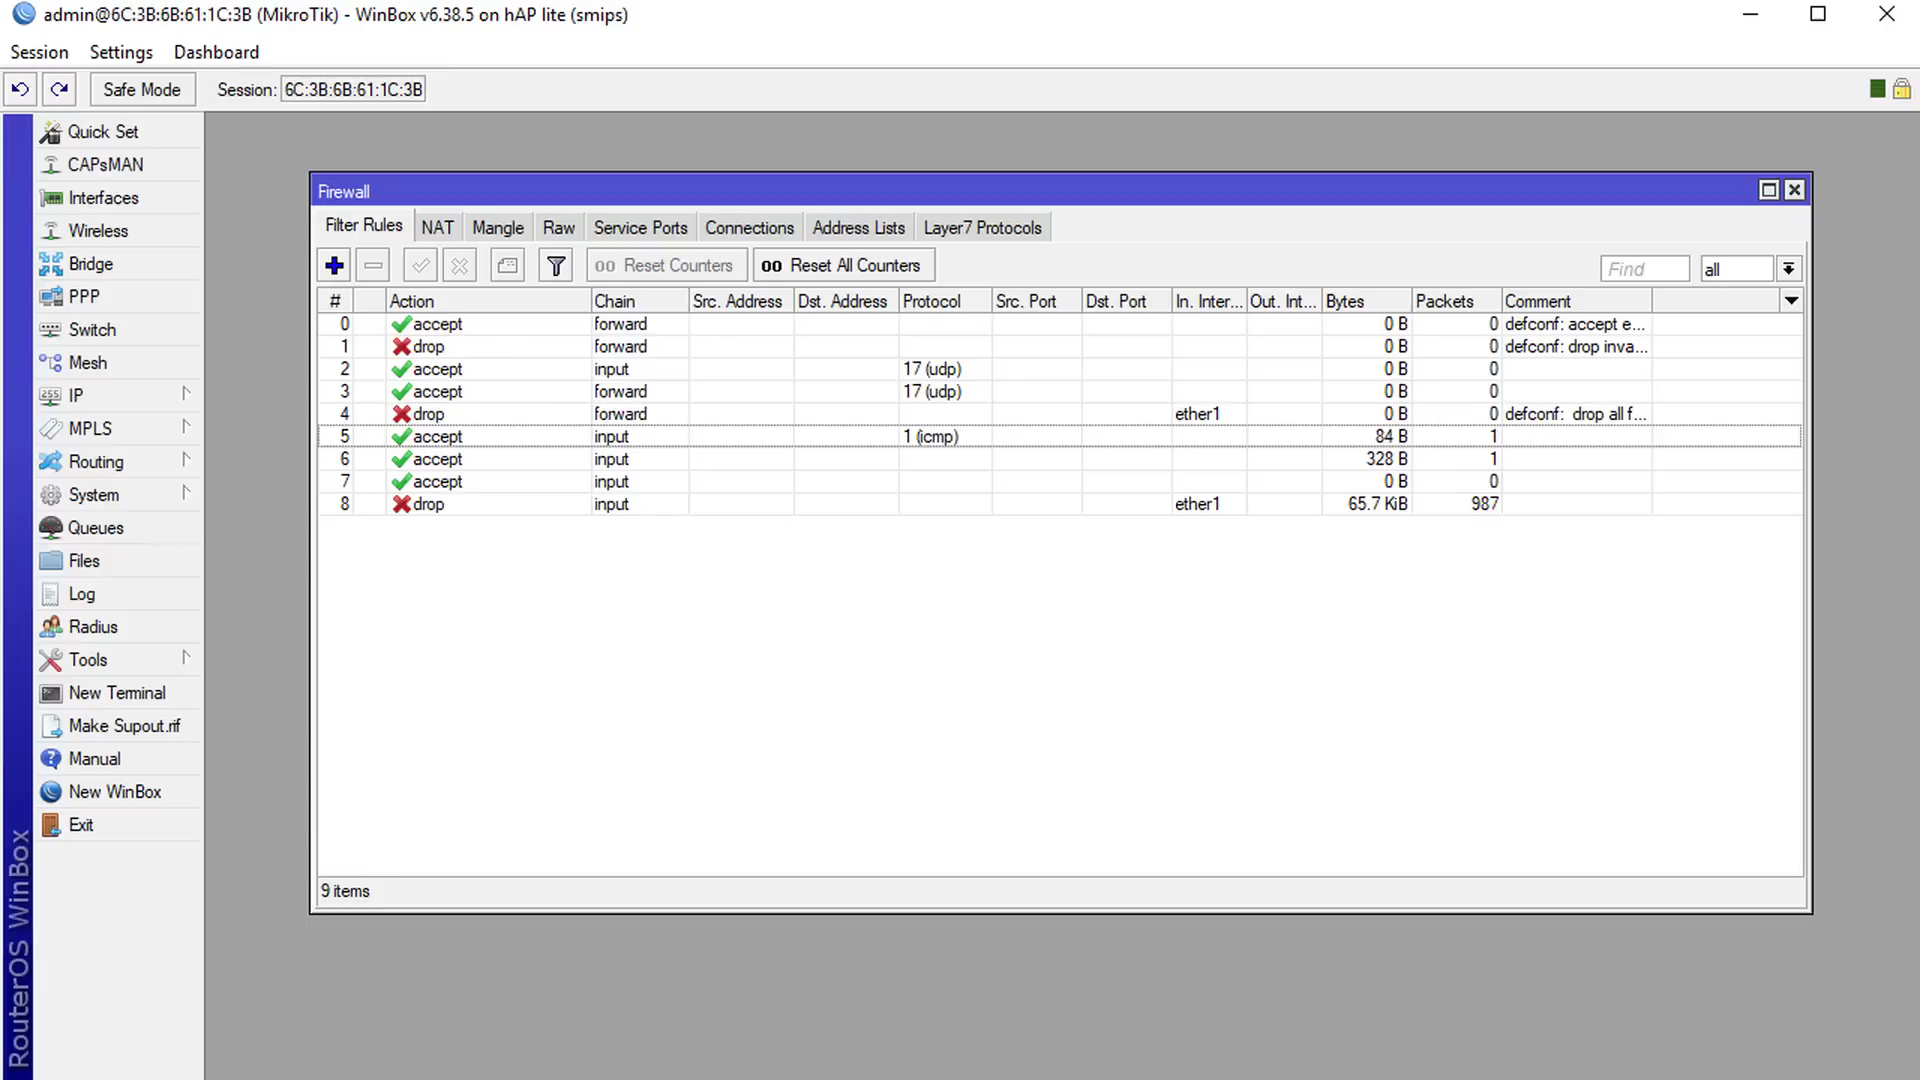 admin@6C:3B:6B:61:1C:3B (MikroTik) - WinBox v6.38.5 on hAP lite (smips)
Session Settings Dashboard
Safe Mode Session: 6C:3B:6B:61:1C:3B
Quick Set
CAPsMAN
Interfaces
Wireless
Bridge
PPP
Switch
Mesh
255 IP
MPLS
Routing
System
Queues
Files
Log
Radius
Tools
New Terminal
Make Supout.rif
Manual
New WinBox
Exit
RouterOS WinBox
Firewall
Filter Rules NAT Mangle Raw Service Ports Connections Address Lists Layer7 Protocols
00 Reset Counters 00 Reset All Counters Find all
# Action Chain Src. Address Dst. Address Protocol Src. Port Dst. Port In. Inter... Out. Int... Bytes Packets Comment
0 accept forward 0 B 0 defconf: accept e...
1 drop forward 0 B 0 defconf: drop inva...
2 accept input 17 (udp) 0 B 0
3 accept forward 17 (udp) 0 B 0
4 drop forward ether1 0 B 0 defconf: drop all f...
5 accept input 1 (icmp) 84 B 1
6 accept input 328 B 1
7 accept input 0 B 0
8 drop input ether1 65.7 KiB 987
9 items